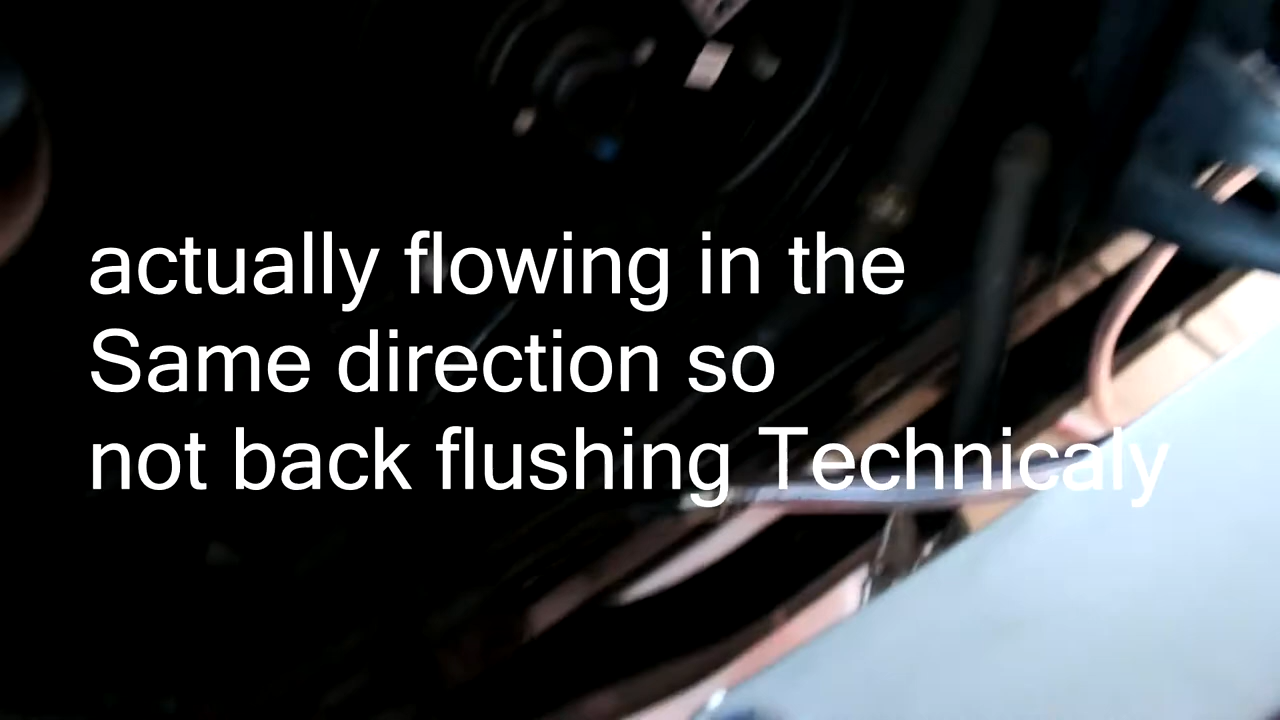 actually flowing in the
Same direction so
not back flushing Technicaly